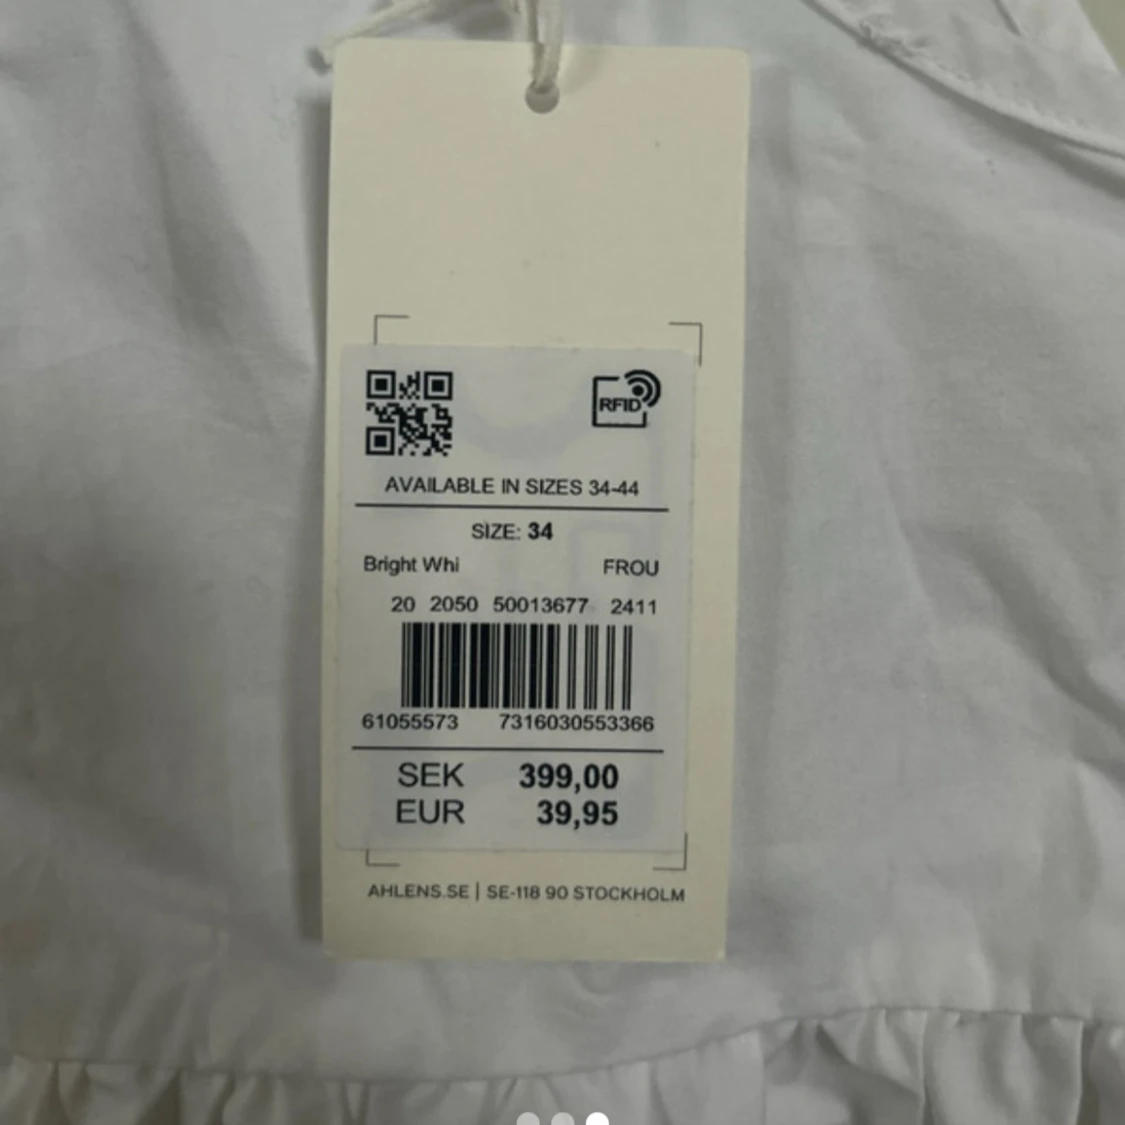 RFID
AVAILABLE IN SIZES 34-44
SIZE: 34
Bright Whi FROU
20 2050 50013677 2411
61055573 7316030553366
SEK 399,00
EUR 39,95
AHLENS.SE | SE-118 90 STOCKHOLM